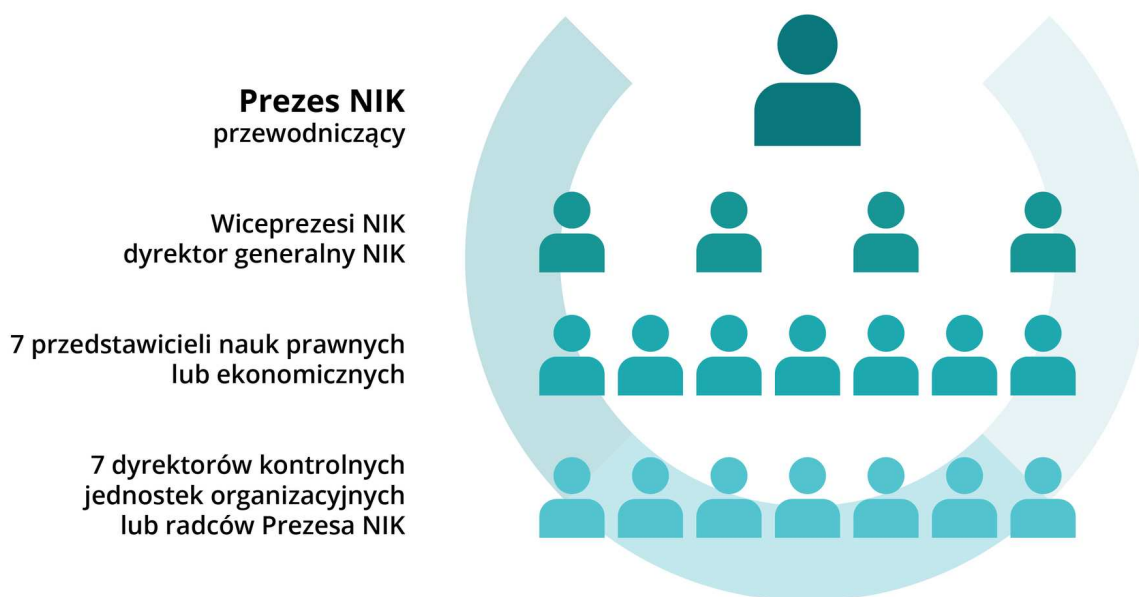 Prezes NIK
przewodniczący
Wiceprezesi NIK
dyrektor generalny NIK
7 przedstawicieli nauk prawnych
lub ekonomicznych
7 dyrektorów kontrolnych
jednostek organizacyjnych
lub radców Prezesa NIK